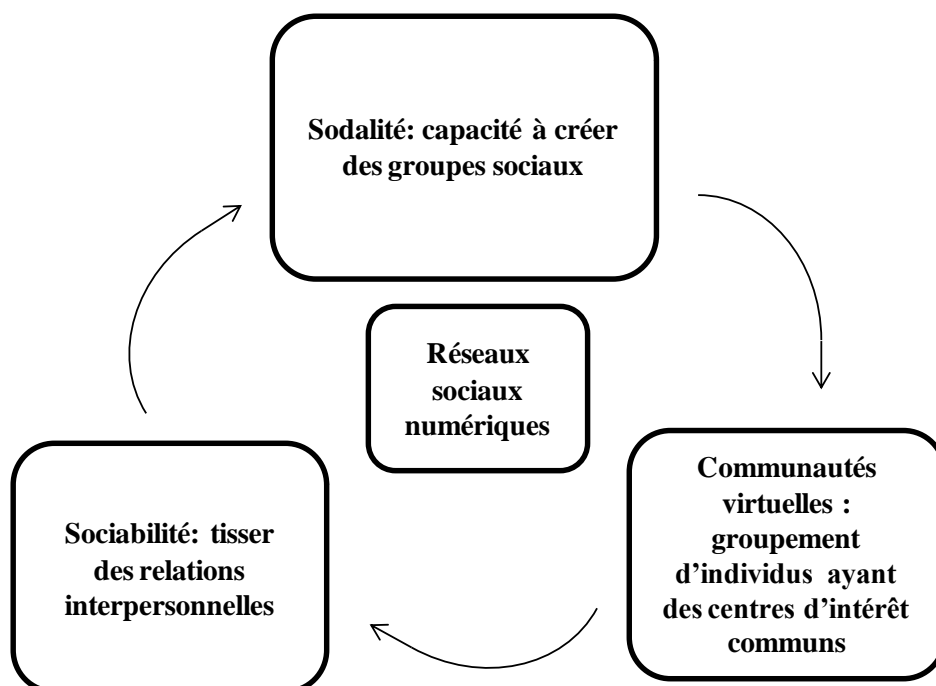 Sodalité: capacité à créer
des groupes sociaux
Réseaux
sociaux
numériques
Communautés
virtuelles :
groupement
d’individus ayant
des centres d’intérêt
communs
Sociabilité: tisser
des relations
interpersonnelles